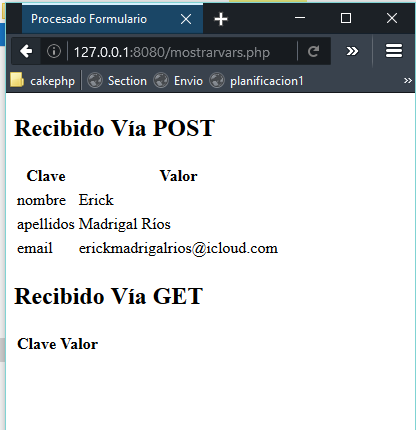 Procesado Formulario
127.0.0.1:8080/mostrarvars.php
cakephp Section Envio planificacion1
Recibido Vía POST
Clave Valor
nombre Erick
apellidos Madrigal Ríos
email erickmadrigalrios@icloud.com
Recibido Vía GET
Clave Valor